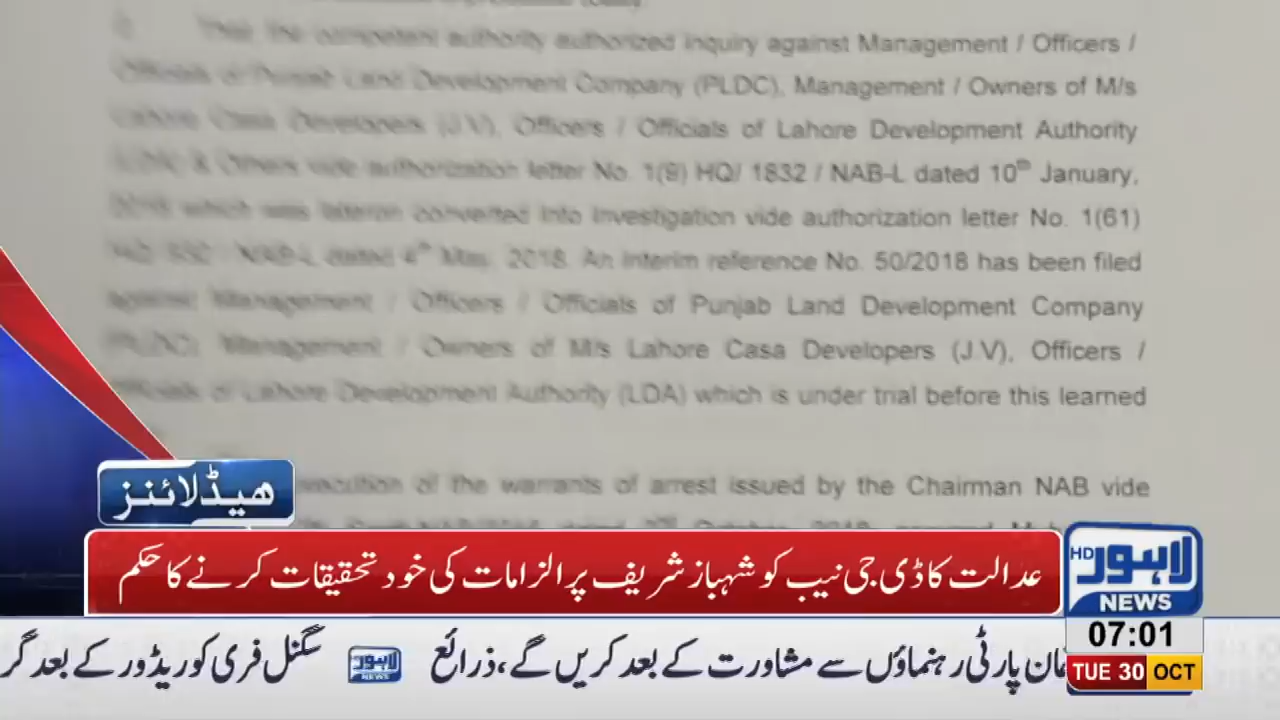 the competent authority authorized inquiry against Management / Officers /
Officials of Punjab Land Development Company (PLDC), Management / Owners of M/s
Lahore Casa Developers (J.V), Officers / Officials of Lahore Development Authority
(LDA) & Others vide authorization letter No. 1(9) HQ/ 1832 / NAB-L dated 10th January,
2018 which was lateron converted into Investigation vide authorization letter No. 1(61)
NAB-L dated 4th May, 2018. An interim reference No. 50/2018 has been filed
against Management / Officers / Officials of Punjab Land Development Company
(PLDC), Management / Owners of M/s Lahore Casa Developers (J.V), Officers /
Officials of Lahore Development Authority (LDA) which is under trial before this learned
execution of the warrants of arrest issued by the Chairman NAB vide
ہیڈلائنز
عدالت کا ڈی جی نیب کو شہباز شریف پر الزامات کی خود تحقیقات کرنے کا حکم
HD لاہور
NEWS
07:01
TUE 30 OCT
پارٹی رہنماؤں سے مشاورت کے بعد کریں گے، ذرائع لاہور NEWS سگنل فری کوریڈور کے بعد